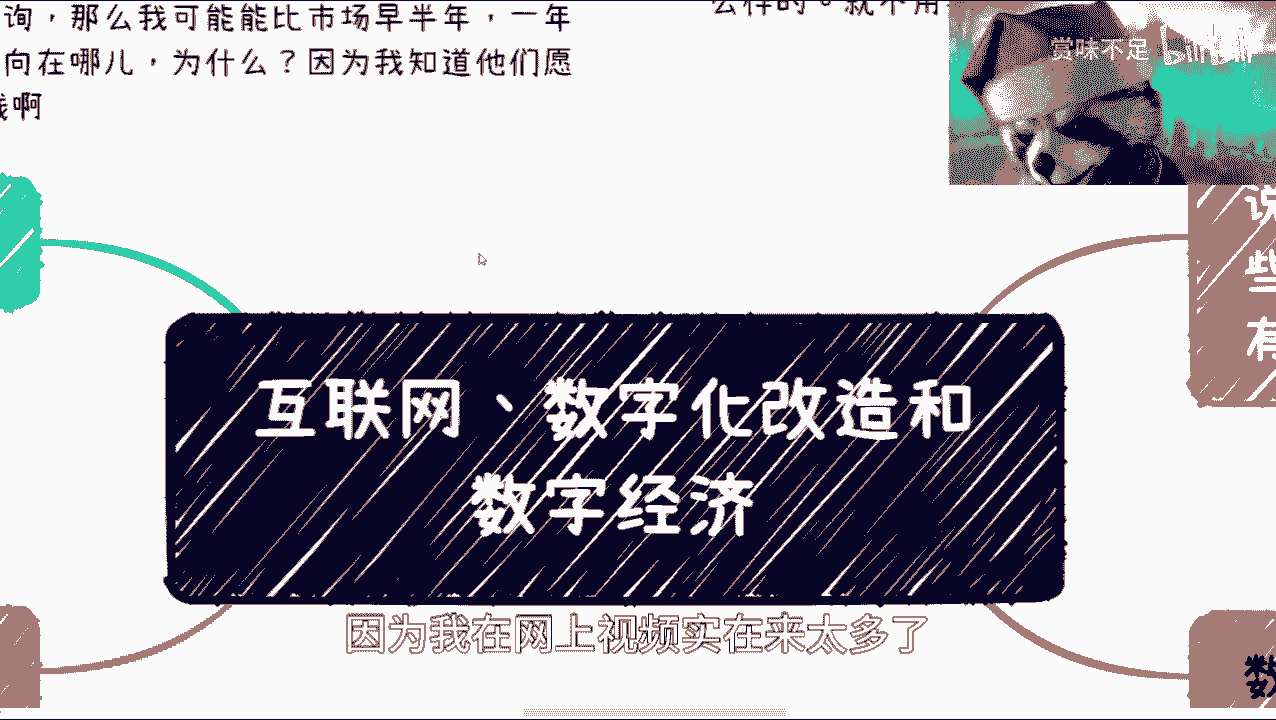 询，那么我可能能比市场早半年，一年
向在哪儿，为什么？因为我知道他们愿
钱啊
么样的。就不用
赏味不足 bilibili
说
些
有
互联网、数字化改造和
数字经济
因为我在网上视频实在来太多了
数